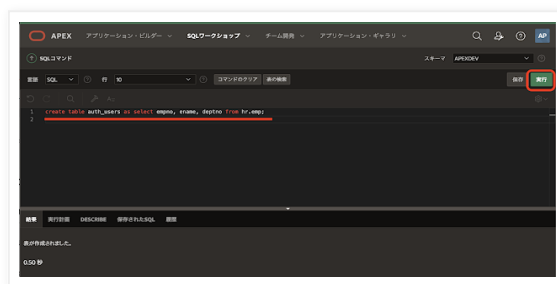 APEX アプリケーション・ビルダー SQLワークショップ チーム開発 アプリケーション・ギャラリ AP
SQLコマンド スキーマ APEXDEV
言語 SQL 行 10 コマンドのクリア 表の検索 保存 実行
1 create table auth_users as select empno, ename, deptno from hr.emp;
2
結果 実行計画 DESCRIBE 保存されたSQL 履歴
表が作成されました。
0.50 秒